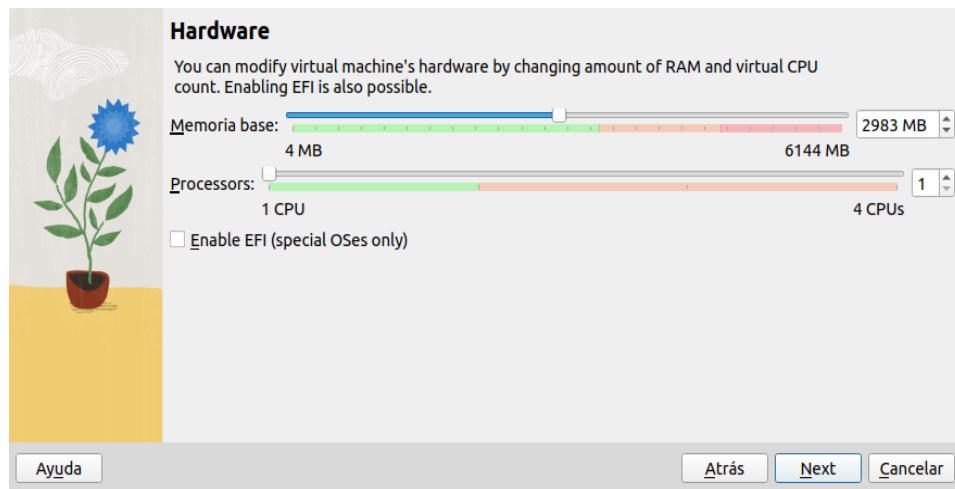 Hardware
You can modify virtual machine's hardware by changing amount of RAM and virtual CPU
count. Enabling EFI is also possible.
Memoria base: 2983 MB
4 MB 6144 MB
Processors: 1
1 CPU 4 CPUs
Enable EFI (special OSes only)
Ayuda Atrás Next Cancelar